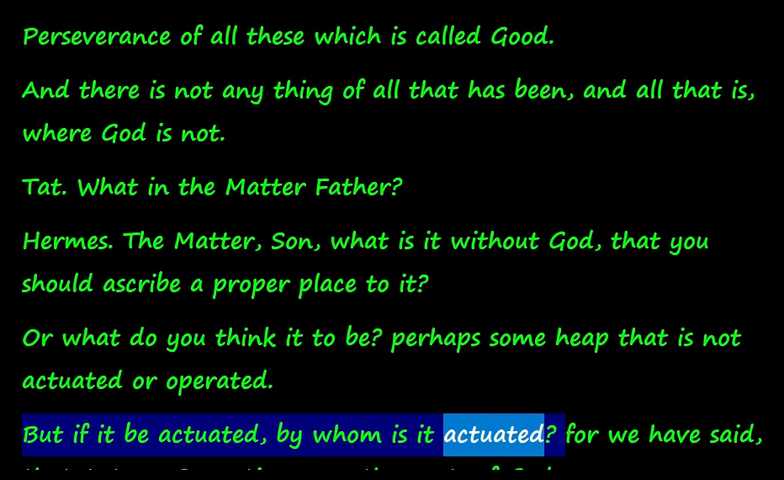 Perseverance of all these which is called Good.
And there is not any thing of all that has been, and all that is,
where God is not.
Tat. What in the Matter Father?
Hermes. The Matter, Son, what is it without God, that you
should ascribe a proper place to it?
Or what do you think it to be? perhaps some heap that is not
actuated or operated.
But if it be actuated, by whom is it actuated? for we have said,